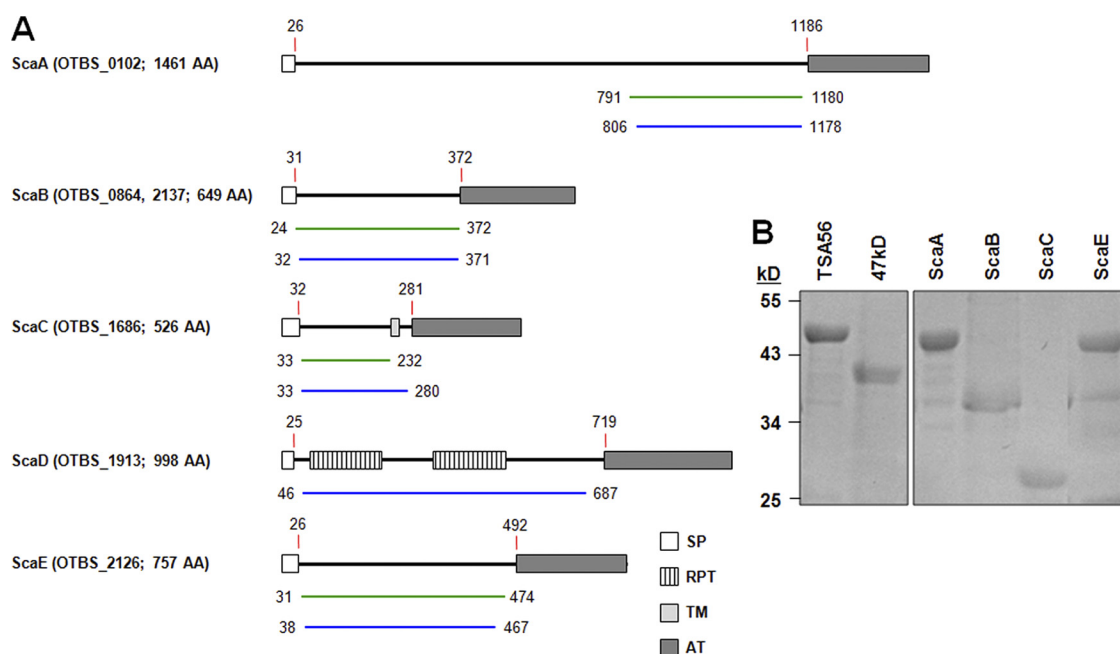 A
26
1186
ScaA (OTBS_0102; 1461 AA)
791
1180
806
1178
31
372
ScaB (OTBS_0864, 2137; 649 AA)
24
372
32
371
32
281
ScaC (OTBS_1686; 526 AA)
33
232
33
280
25
719
ScaD (OTBS_1913; 998 AA)
46
687
26
492
ScaE (OTBS_2126; 757 AA)
31
474
38
467
SP
RPT
TM
AT
B
kD
TSA56
47kD
ScaA
ScaB
ScaC
ScaE
55
43
34
25